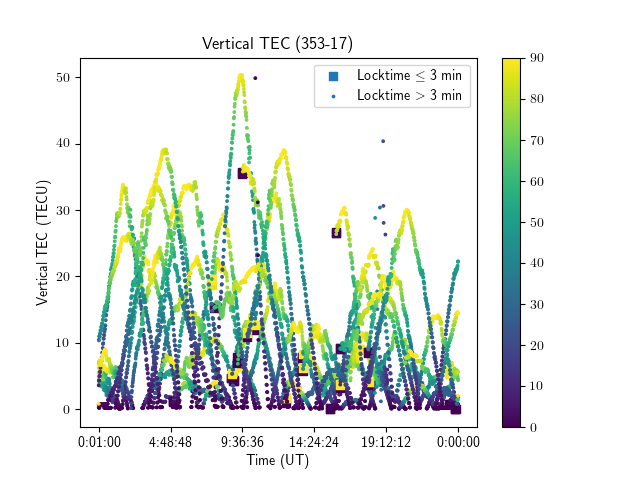 Vertical TEC (353-17)
Locktime ≤ 3 min
Locktime > 3 min
50
40
30
20
10
0
Vertical TEC (TECU)
0:01:00 4:48:48 9:36:36 14:24:24 19:12:12 0:00:00
Time (UT)
90
80
70
60
50
40
30
20
10
0